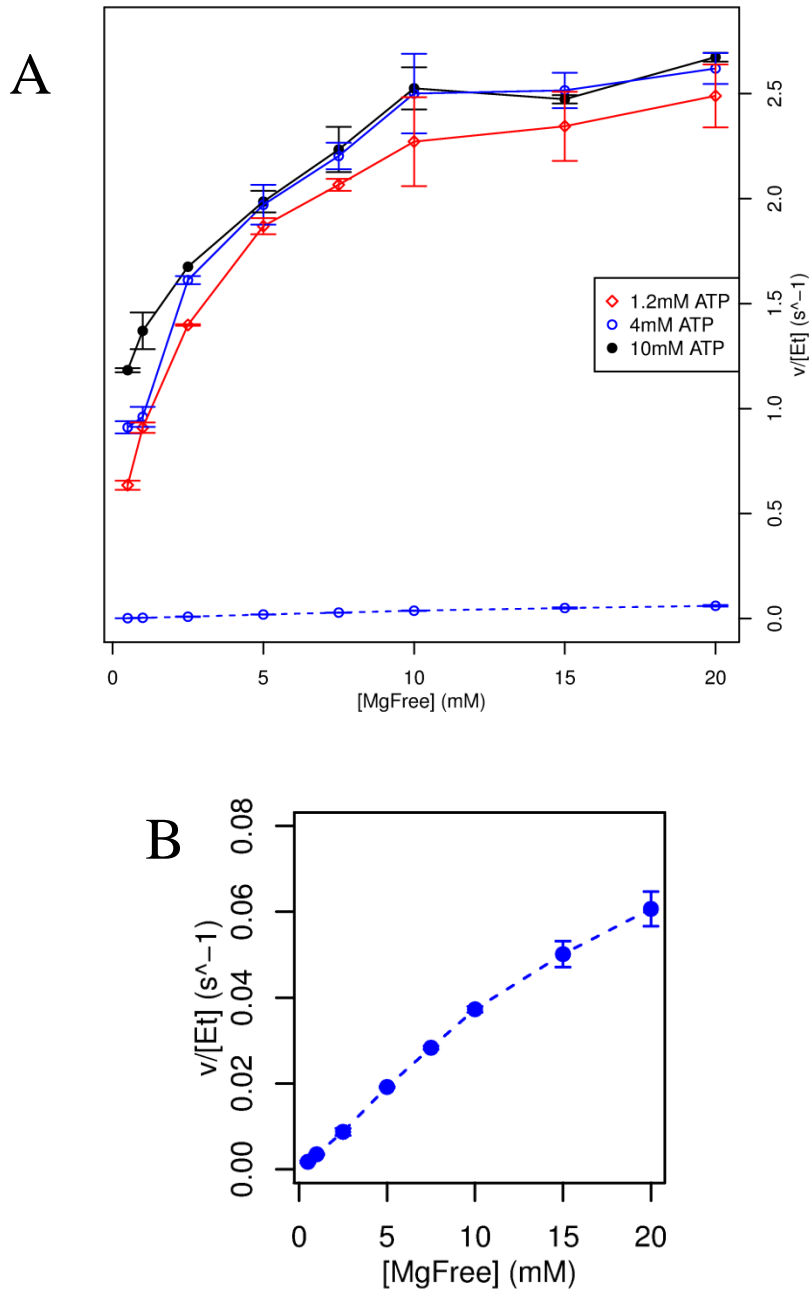 A
2.5
2.0
1.5
1.0
0.5
0.0
v/[Et] (s^−1)
1.2mM ATP
4mM ATP
10mM ATP
0 5 10 15 20
[MgFree] (mM)
B
0.08
0.06
0.04
0.02
0.00
v/[Et] (s^−1)
0 5 10 15 20
[MgFree] (mM)